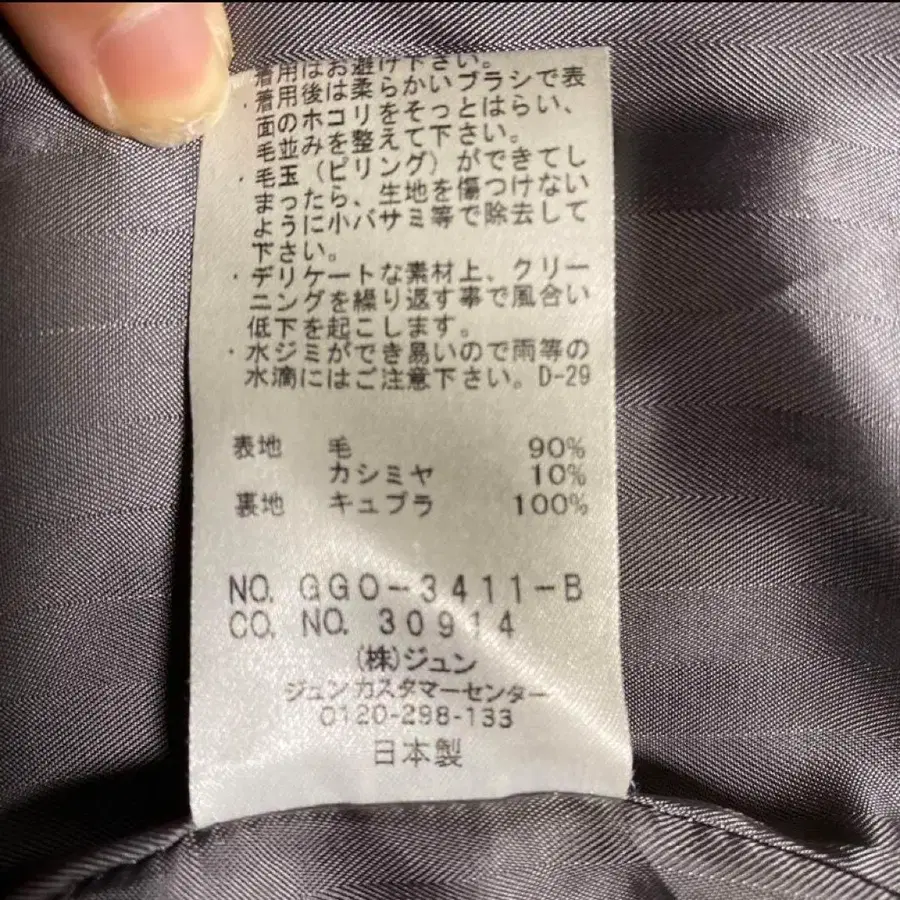 着用はお避け下さい。
・着用後は柔らかいブラシで表
面のホコリをそっとはらい、
毛並みを整えて下さい。
・毛玉（ピリング）ができてし
まったら、生地を傷つけない
ように小バサミ等で除去して
下さい。
・デリケートな素材上、クリー
ニングを繰り返す事で風合い
低下を起こします。
・水ジミができ易いので雨等の
水滴にはご注意下さい。D-29
表地 毛 90%
カシミヤ 10%
裏地 キュプラ 100%
NO. GGO-3411-B
CO. NO. 30914
(株)ジュン
ジュンカスタマーセンター
0120-298-133
日本製